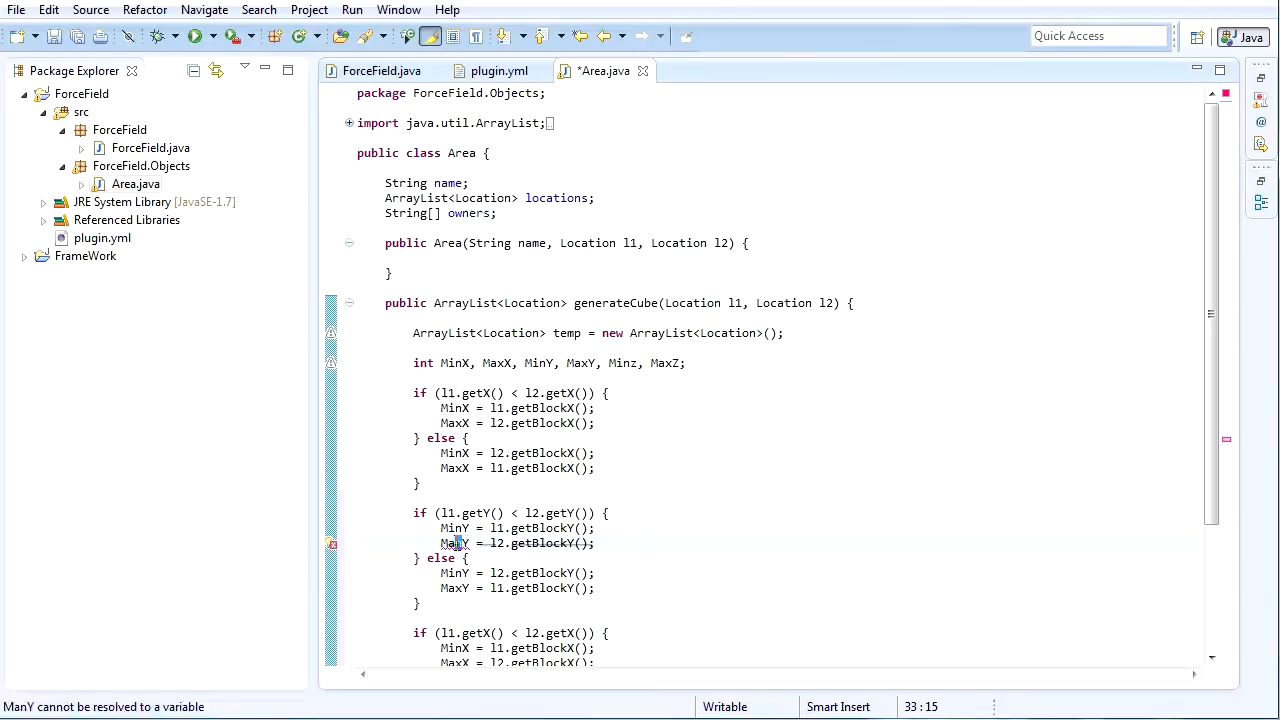 File Edit Source Refactor Navigate Search Project Run Window Help
Quick Access
Java
Package Explorer
ForceField.java
plugin.yml
*Area.java
ForceField
src
ForceField
ForceField.java
ForceField.Objects
Area.java
JRE System Library [JavaSE-1.7]
Referenced Libraries
plugin.yml
FrameWork
package ForceField.Objects;
import java.util.ArrayList;
public class Area {
String name;
ArrayList<Location> locations;
String[] owners;
public Area(String name, Location l1, Location l2) {
}
public ArrayList<Location> generateCube(Location l1, Location l2) {
ArrayList<Location> temp = new ArrayList<Location>();
int MinX, MaxX, MinY, MaxY, Minz, MaxZ;
if (l1.getX() < l2.getX()) {
MinX = l1.getBlockX();
MaxX = l2.getBlockX();
} else {
MinX = l2.getBlockX();
MaxX = l1.getBlockX();
}
if (l1.getY() < l2.getY()) {
MinY = l1.getBlockY();
ManY = l2.getBlockY();
} else {
MinY = l2.getBlockY();
MaxY = l1.getBlockY();
}
if (l1.getX() < l2.getX()) {
MinX = l1.getBlockX();
MaxX = l2.getBlockX();
ManY cannot be resolved to a variable
Writable
Smart Insert
33 : 15